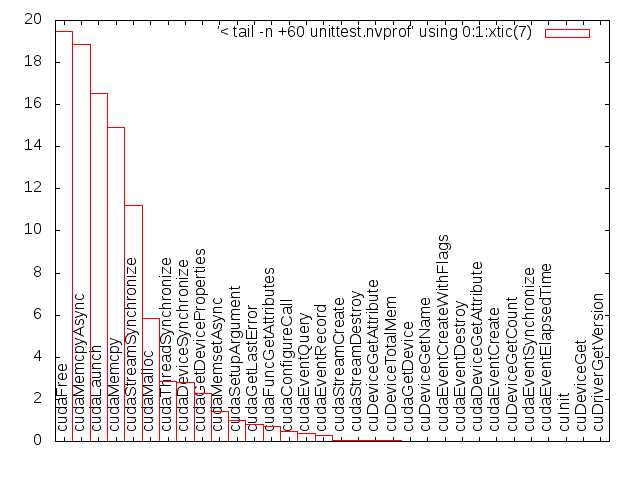 '< tail -n +60 unittest.nvprof' using 0:1:xtic(7)
20
18
16
14
12
10
8
6
4
2
0
cudaFree
cudaMemcpyAsync
cudaLaunch
cudaMemcpy
cudaStreamSynchronize
cudaMalloc
cudaThreadSynchronize
cudaDeviceSynchronize
cudaGetDeviceProperties
cudaMemsetAsync
cudaSetupArgument
cudaGetLastError
cudaFuncGetAttributes
cudaConfigureCall
cudaEventQuery
cudaEventRecord
cudaStreamCreate
cudaStreamDestroy
cuDeviceGetAttribute
cuDeviceTotalMem
cudaGetDevice
cuDeviceGetName
cudaEventCreateWithFlags
cudaEventDestroy
cudaDeviceGetAttribute
cudaEventCreate
cuDeviceGetCount
cudaEventSynchronize
cudaEventElapsedTime
cuInit
cuDeviceGet
cuDriverGetVersion